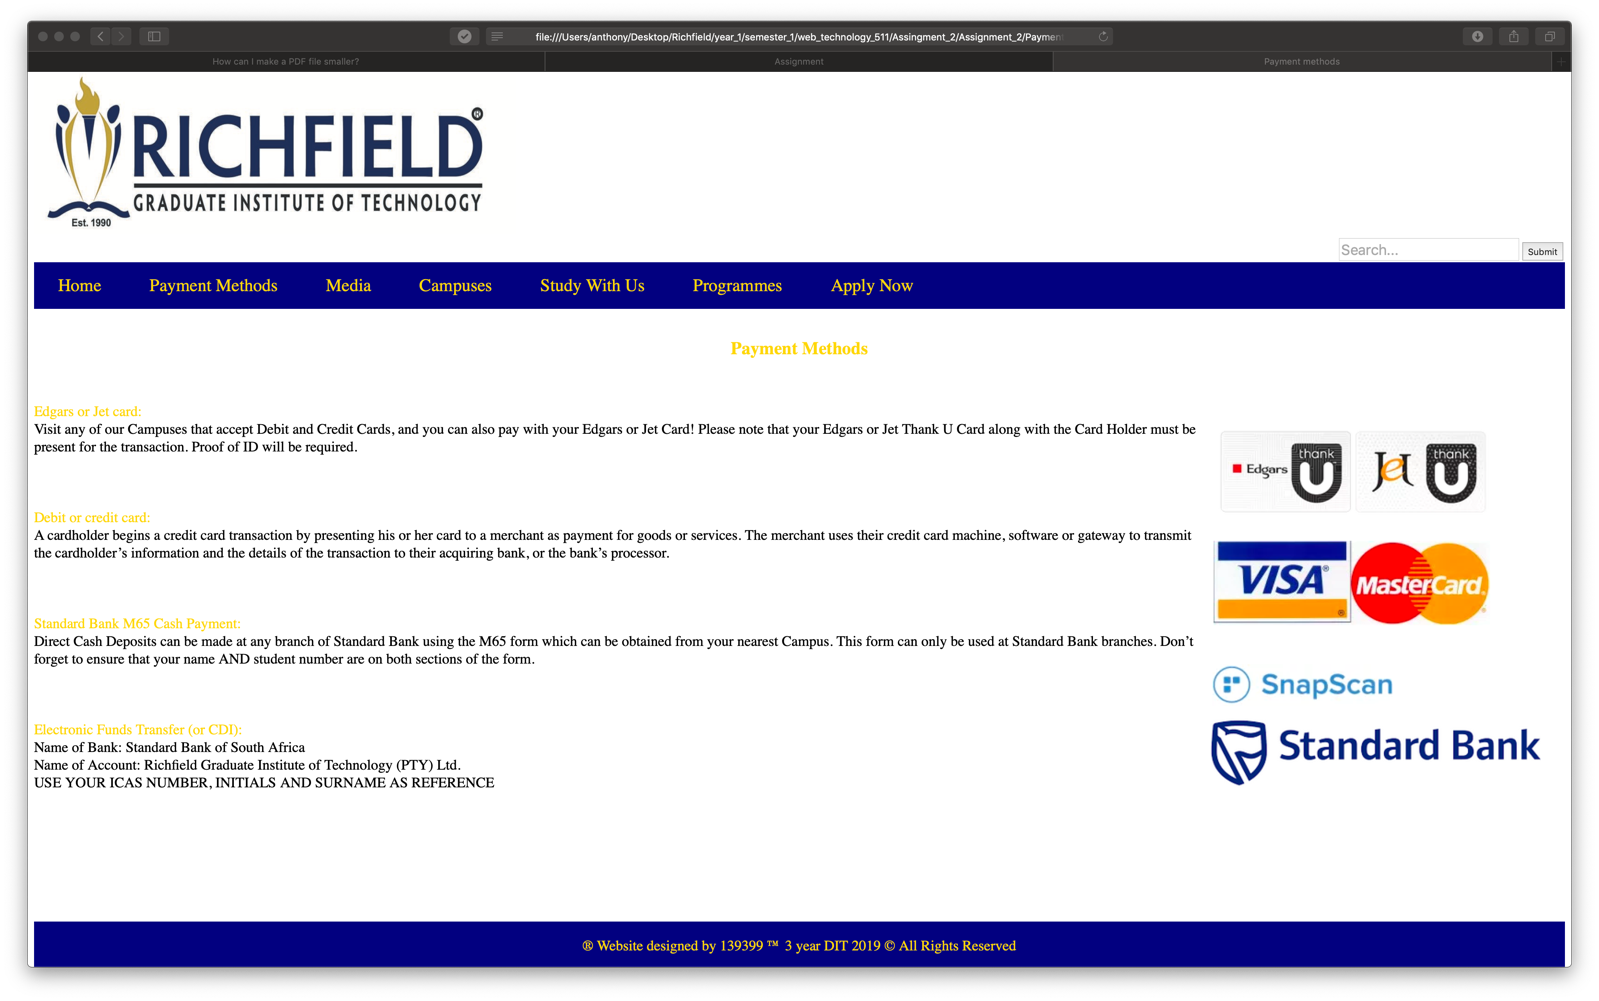 file:///Users/anthony/Desktop/Richfield/year_1/semester_1/web_technology_511/Assingment_2/Assignment_2/Payment
How can I make a PDF file smaller?
Assignment
Payment methods
RICHFIELD®
GRADUATE INSTITUTE OF TECHNOLOGY
Est. 1990
Search...
Submit
Home Payment Methods Media Campuses Study With Us Programmes Apply Now
Payment Methods
Edgars or Jet card:
Visit any of our Campuses that accept Debit and Credit Cards, and you can also pay with your Edgars or Jet Card! Please note that your Edgars or Jet Thank U Card along with the Card Holder must be
present for the transaction. Proof of ID will be required.
Edgars thank U
Jet thank U
Debit or credit card:
A cardholder begins a credit card transaction by presenting his or her card to a merchant as payment for goods or services. The merchant uses their credit card machine, software or gateway to transmit
the cardholder’s information and the details of the transaction to their acquiring bank, or the bank’s processor.
VISA®
MasterCard.
Standard Bank M65 Cash Payment:
Direct Cash Deposits can be made at any branch of Standard Bank using the M65 form which can be obtained from your nearest Campus. This form can only be used at Standard Bank branches. Don’t
forget to ensure that your name AND student number are on both sections of the form.
SnapScan
Electronic Funds Transfer (or CDI):
Name of Bank: Standard Bank of South Africa
Name of Account: Richfield Graduate Institute of Technology (PTY) Ltd.
USE YOUR ICAS NUMBER, INITIALS AND SURNAME AS REFERENCE
Standard Bank
® Website designed by 139399 ™ 3 year DIT 2019 © All Rights Reserved